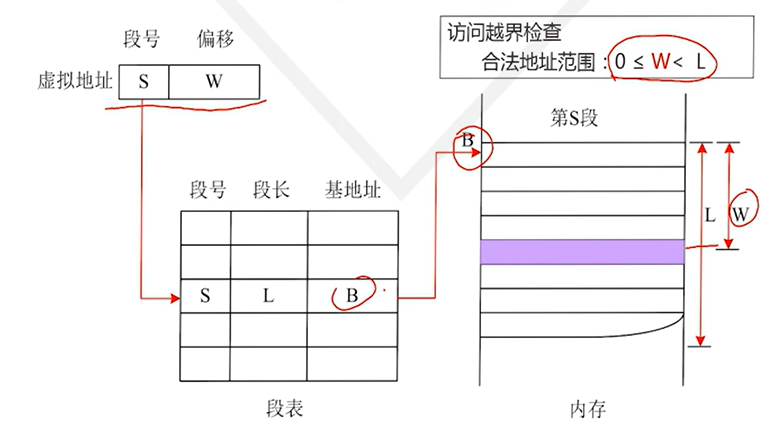 访问越界检查
合法地址范围：0 ≤ W< L
段号 偏移
虚拟地址 S W
第S段
B
段号 段长 基地址
L W
S L B
段表
内存